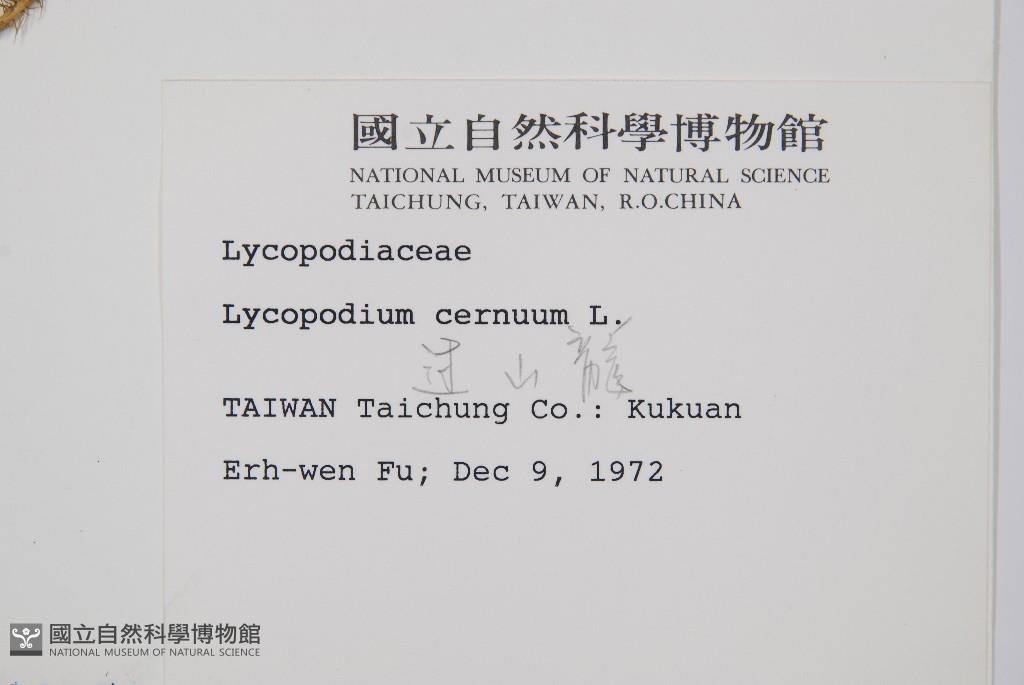 國立自然科學博物館
NATIONAL MUSEUM OF NATURAL SCIENCE
TAICHUNG, TAIWAN, R.O.CHINA
Lycopodiaceae
Lycopodium cernuum L.
过山龍
TAIWAN Taichung Co.: Kukuan
Erh-wen Fu; Dec 9, 1972
國立自然科學博物館
NATIONAL MUSEUM OF NATURAL SCIENCE